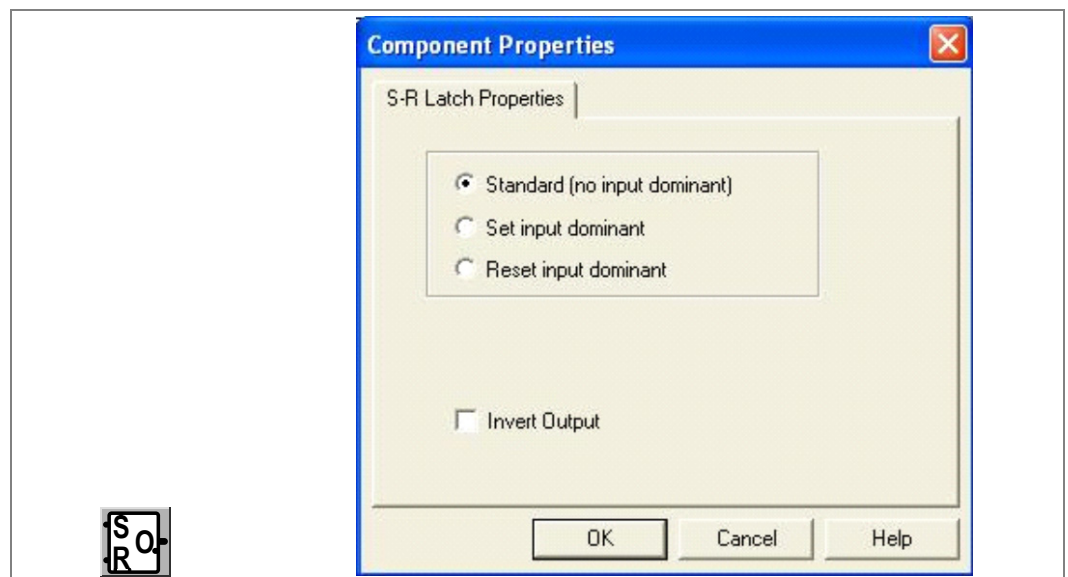 Component Properties
S-R Latch Properties
Standard (no input dominant)
Set input dominant
Reset input dominant
Invert Output
OK Cancel Help
S
R O